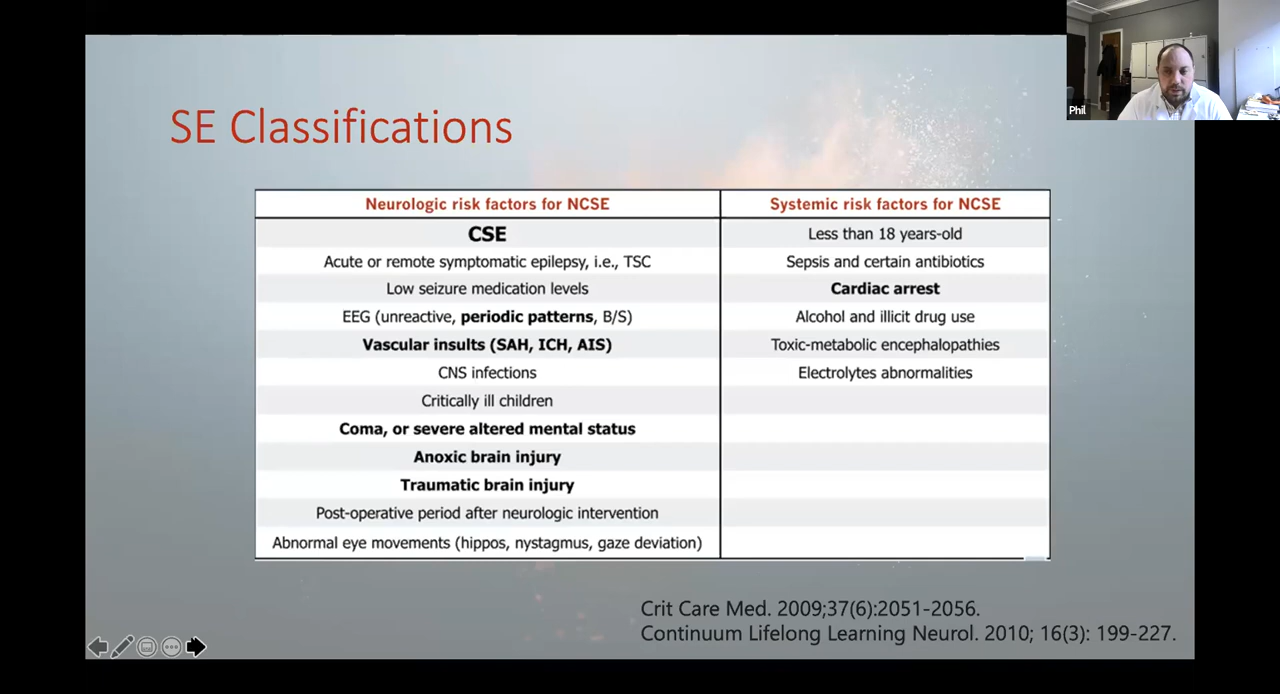 Phil
SE Classifications
Neurologic risk factors for NCSE
Systemic risk factors for NCSE
CSE
Less than 18 years-old
Acute or remote symptomatic epilepsy, i.e., TSC
Sepsis and certain antibiotics
Low seizure medication levels
Cardiac arrest
EEG (unreactive, periodic patterns, B/S)
Alcohol and illicit drug use
Vascular insults (SAH, ICH, AIS)
Toxic-metabolic encephalopathies
CNS infections
Electrolytes abnormalities
Critically ill children
Coma, or severe altered mental status
Anoxic brain injury
Traumatic brain injury
Post-operative period after neurologic intervention
Abnormal eye movements (hippos, nystagmus, gaze deviation)
Crit Care Med. 2009;37(6):2051-2056.
Continuum Lifelong Learning Neurol. 2010; 16(3): 199-227.